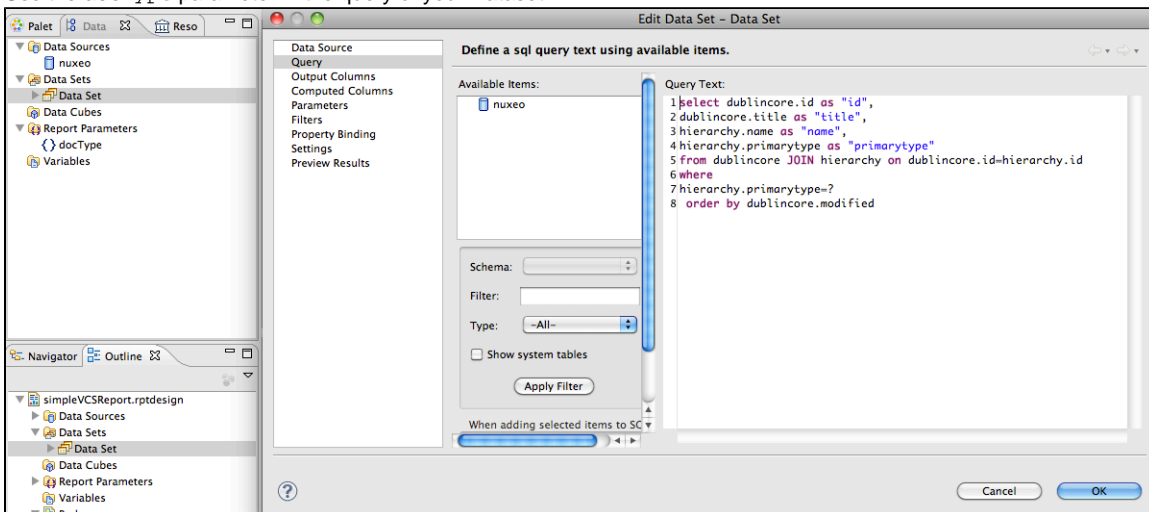 Palet Data Reso
Data Sources
nuxeo
Data Sets
Data Set
Data Cubes
Report Parameters
{} docType
Variables
Navigator Outline
simpleVCSReport.rptdesign
Data Sources
Data Sets
Data Set
Data Cubes
Report Parameters
Variables
Edit Data Set - Data Set
Data Source
Query
Output Columns
Computed Columns
Parameters
Filters
Property Binding
Settings
Preview Results
Define a sql query text using available items.
Available Items:
nuxeo
Schema:
Filter:
Type: -All-
Show system tables
Apply Filter
When adding selected items to SQ
Query Text:
1 select dublincore.id as "id",
2 dublincore.title as "title",
3 hierarchy.name as "name",
4 hierarchy.primarytype as "primarytype"
5 from dublincore JOIN hierarchy on dublincore.id=hierarchy.id
6 where
7 hierarchy.primarytype=?
8 order by dublincore.modified
?
Cancel OK